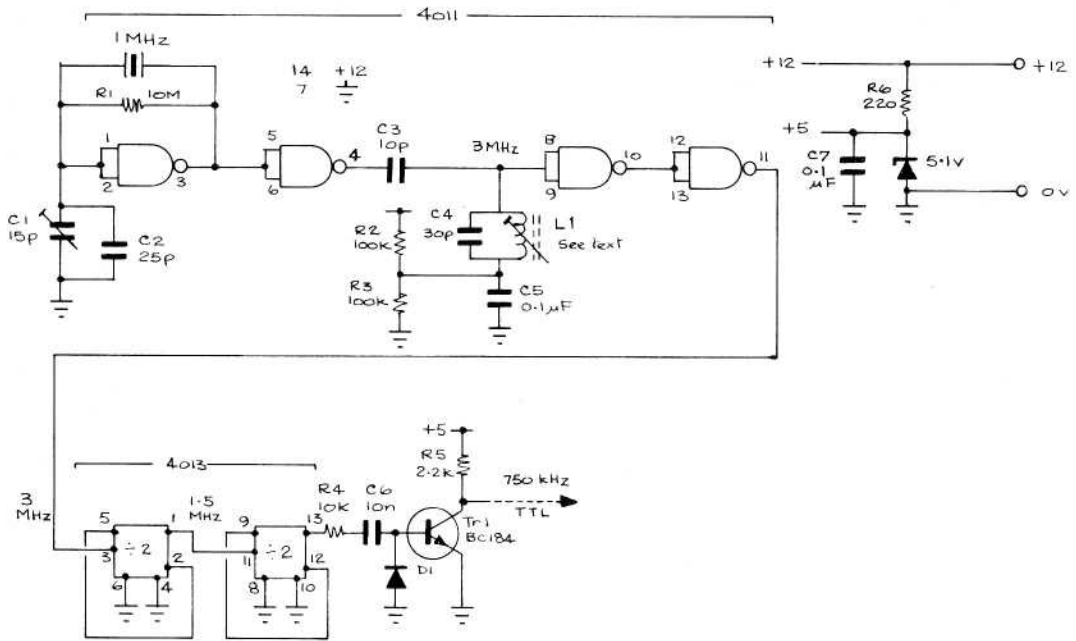 4011
1 MHz
R1 10M
1
2
3
14 +12
7
5
6
4
C3
10p
3MHz
8
9
10
12
13
11
C1
15p
C2
25p
R2
100k
R3
100k
C4
30p
L1
See text
C5
0.1µF
+12
+12
R6
220
+5
C7
0.1
µF
5.1V
0V
4013
3
MHz
5
3
6
4
1
2
÷2
1.5
MHz
9
11
8
10
13
12
÷2
R4
10K
C6
10n
D1
+5
R5
2.2k
Tr1
BC184
750 kHz
TTL